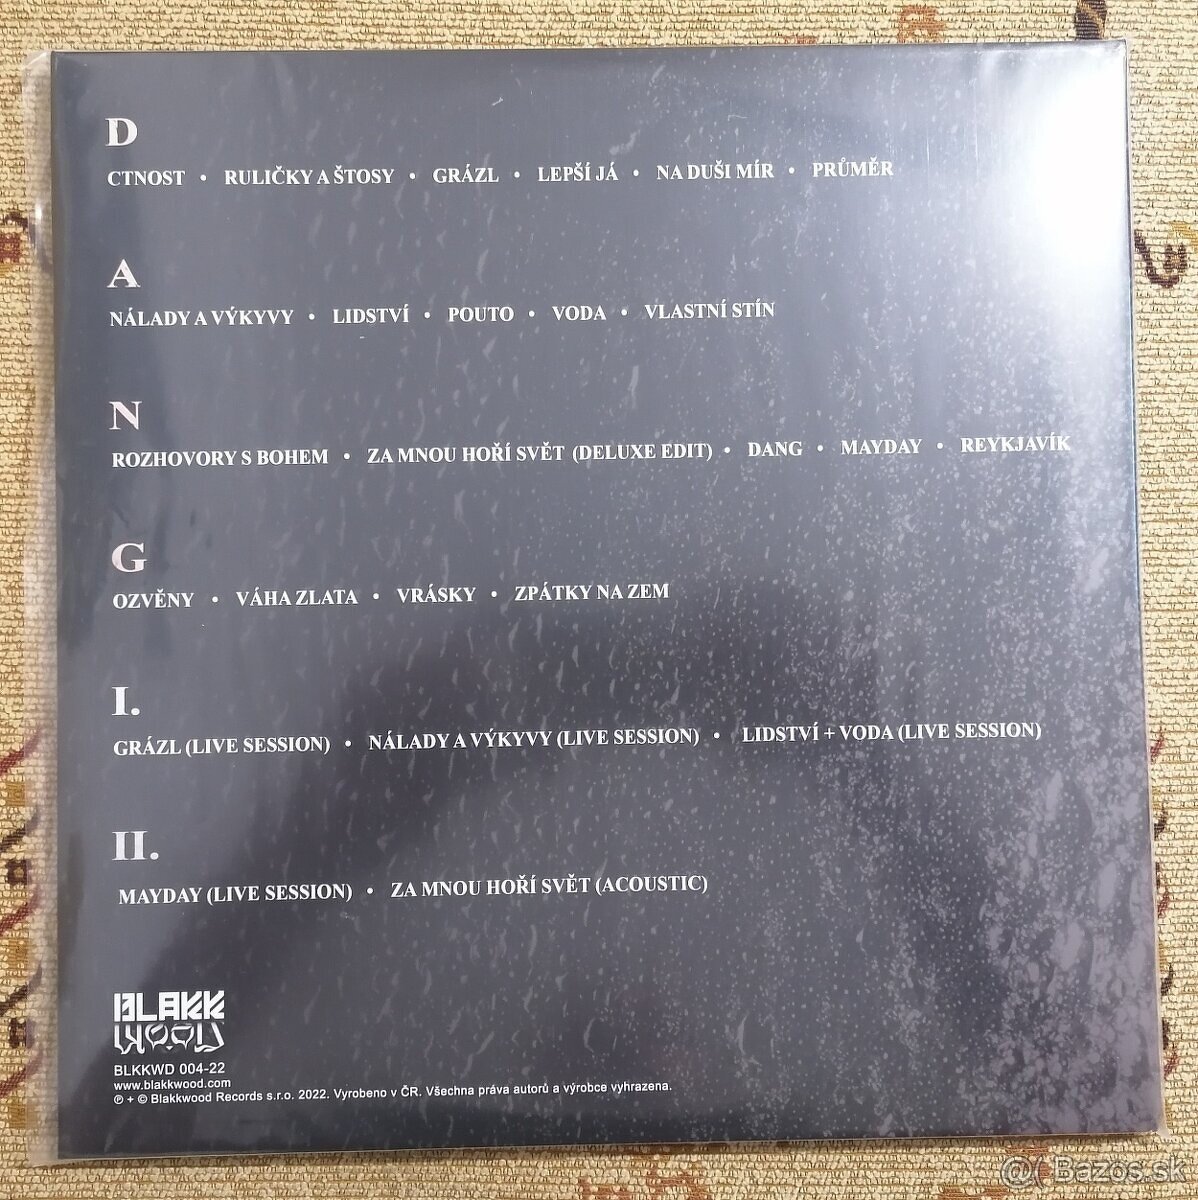 D
CTNOST • RULIČKY A ŠTOSY • GRÁZL • LEPŠÍ JÁ • NA DUŠI MÍR • PRŮMĚR
A
NÁLADY A VÝKYVY • LIDSTVÍ • POUTO • VODA • VLASTNÍ STÍN
N
ROZHOVORY S BOHEM • ZA MNOU HOŘÍ SVĚT (DELUXE EDIT) • DANG • MAYDAY • REYKJAVÍK
G
OZVĚNY • VÁHA ZLATA • VRÁSKY • ZPÁTKY NA ZEM
I.
GRÁZL (LIVE SESSION) • NÁLADY A VÝKYVY (LIVE SESSION) • LIDSTVÍ + VODA (LIVE SESSION)
II.
MAYDAY (LIVE SESSION) • ZA MNOU HOŘÍ SVĚT (ACOUSTIC)
BLAKK
WOOD
BLKKWD 004-22
www.blakkwood.com
℗ + © Blakkwood Records s.r.o. 2022. Vyrobeno v ČR. Všechna práva autorů a výrobce vyhrazena.
@( Bazos.sk